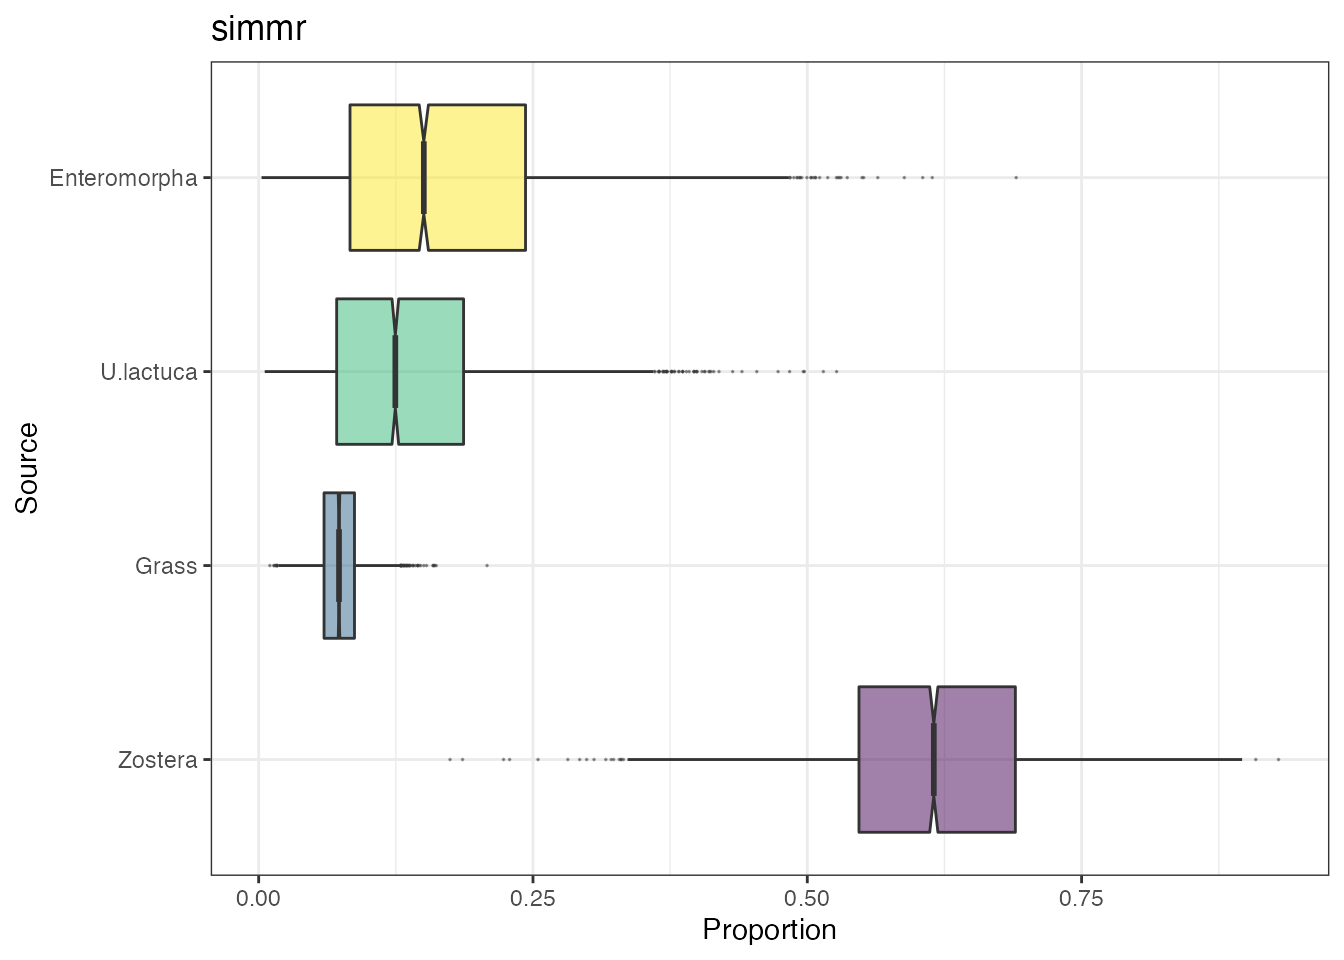 simmr
Enteromorpha
U.lactuca
Grass
Zostera
Source
0.00 0.25 0.50 0.75
Proportion